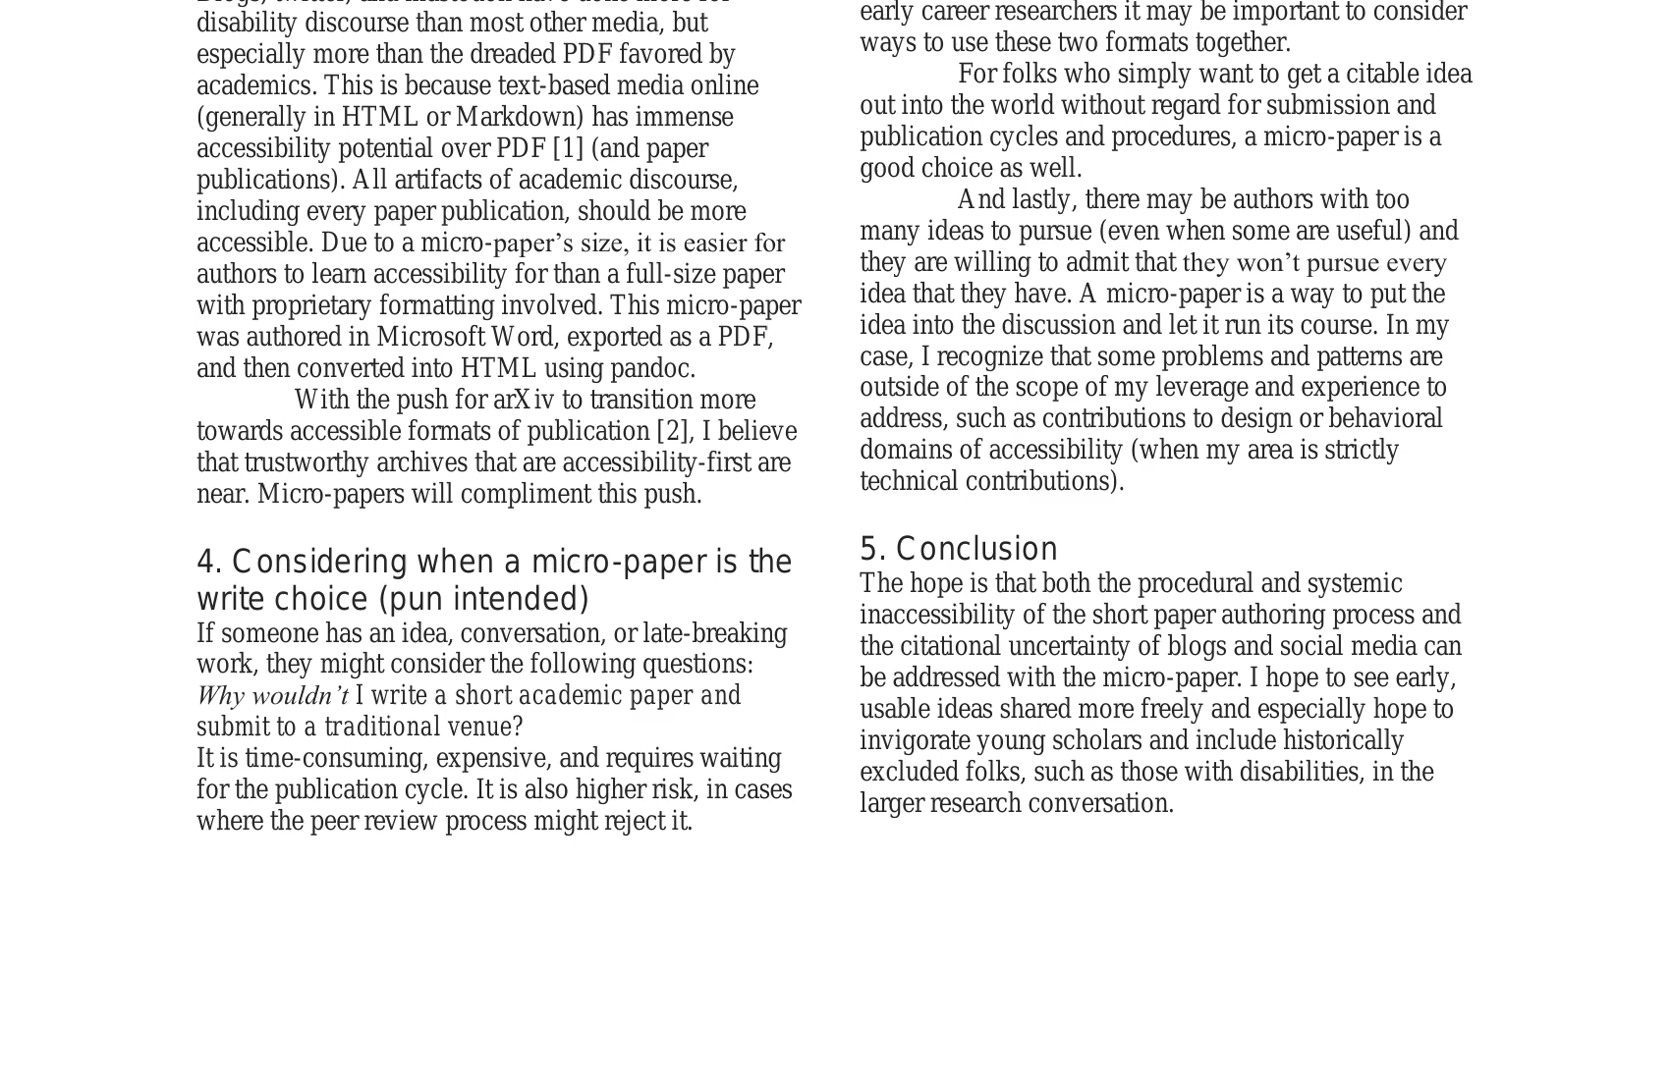 disability discourse than most other media, but
especially more than the dreaded PDF favored by
academics. This is because text-based media online
(generally in HTML or Markdown) has immense
accessibility potential over PDF [1] (and paper
publications). All artifacts of academic discourse,
including every paper publication, should be more
accessible. Due to a micro-paper’s size, it is easier for
authors to learn accessibility for than a full-size paper
with proprietary formatting involved. This micro-paper
was authored in Microsoft Word, exported as a PDF,
and then converted into HTML using pandoc.
With the push for arXiv to transition more
towards accessible formats of publication [2], I believe
that trustworthy archives that are accessibility-first are
near. Micro-papers will compliment this push.
4. Considering when a micro-paper is the
write choice (pun intended)
If someone has an idea, conversation, or late-breaking
work, they might consider the following questions:
Why wouldn’t I write a short academic paper and
submit to a traditional venue?
It is time-consuming, expensive, and requires waiting
for the publication cycle. It is also higher risk, in cases
where the peer review process might reject it.
early career researchers it may be important to consider
ways to use these two formats together.
For folks who simply want to get a citable idea
out into the world without regard for submission and
publication cycles and procedures, a micro-paper is a
good choice as well.
And lastly, there may be authors with too
many ideas to pursue (even when some are useful) and
they are willing to admit that they won’t pursue every
idea that they have. A micro-paper is a way to put the
idea into the discussion and let it run its course. In my
case, I recognize that some problems and patterns are
outside of the scope of my leverage and experience to
address, such as contributions to design or behavioral
domains of accessibility (when my area is strictly
technical contributions).
5. Conclusion
The hope is that both the procedural and systemic
inaccessibility of the short paper authoring process and
the citational uncertainty of blogs and social media can
be addressed with the micro-paper. I hope to see early,
usable ideas shared more freely and especially hope to
invigorate young scholars and include historically
excluded folks, such as those with disabilities, in the
larger research conversation.